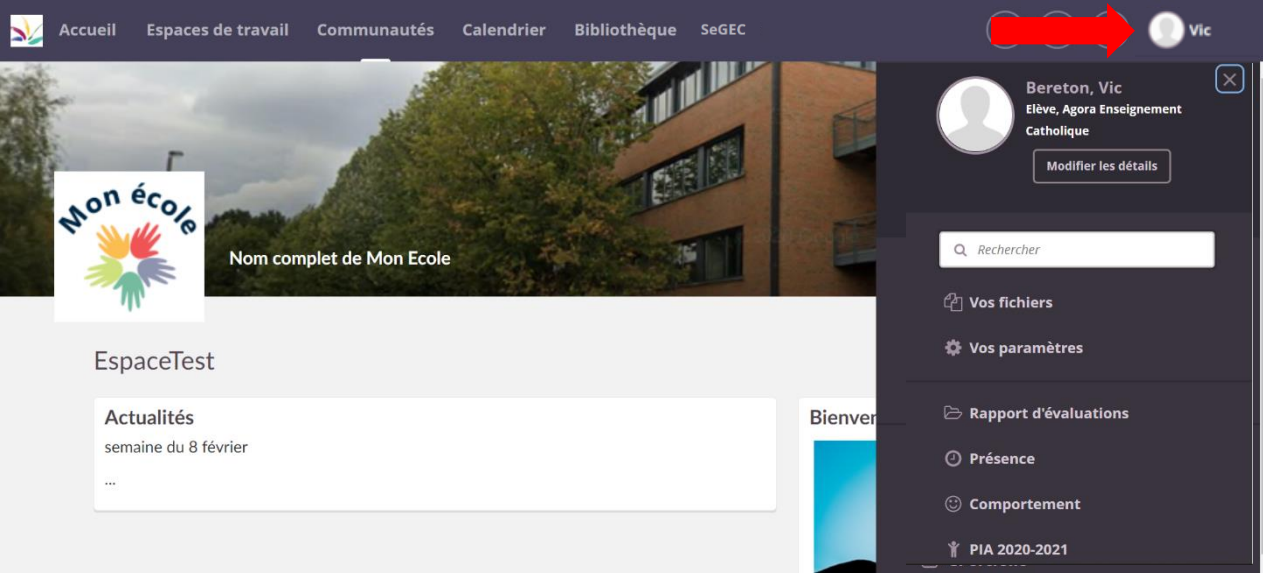 Accueil Espaces de travail Communautés Calendrier Bibliothèque SeGEC Vic
Mon école
Nom complet de Mon Ecole
EspaceTest
Actualités
semaine du 8 février
...
Bereton, Vic
Elève, Agora Enseignement
Catholique
Modifier les détails
Rechercher
Vos fichiers
Vos paramètres
Rapport d'évaluations
Présence
Comportement
PIA 2020-2021